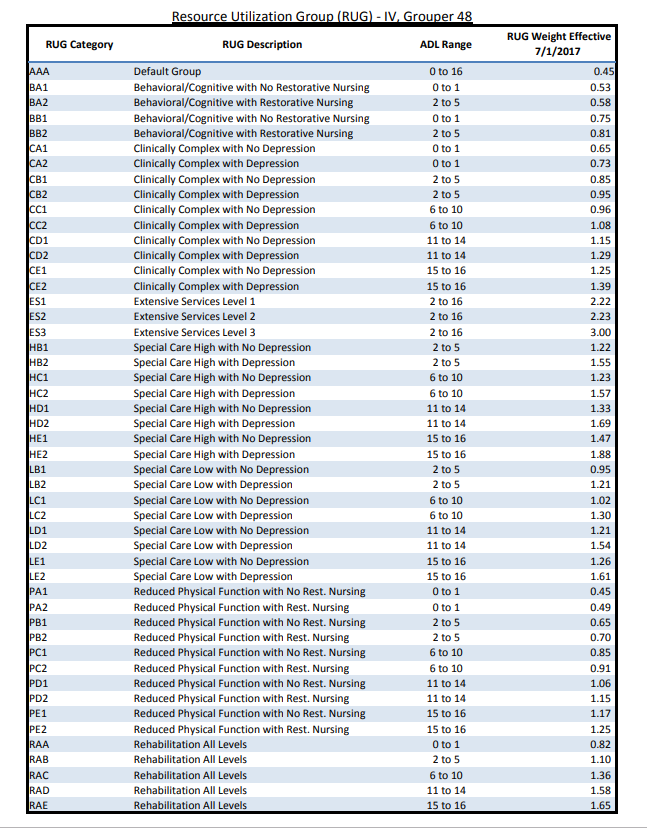 Resource Utilization Group (RUG) - IV, Grouper 48
RUG Category RUG Description ADL Range RUG Weight Effective 7/1/2017
AAA Default Group 0 to 16 0.45
BA1 Behavioral/Cognitive with No Restorative Nursing 0 to 1 0.53
BA2 Behavioral/Cognitive with Restorative Nursing 2 to 5 0.58
BB1 Behavioral/Cognitive with No Restorative Nursing 0 to 1 0.75
BB2 Behavioral/Cognitive with Restorative Nursing 2 to 5 0.81
CA1 Clinically Complex with No Depression 0 to 1 0.65
CA2 Clinically Complex with Depression 0 to 1 0.73
CB1 Clinically Complex with No Depression 2 to 5 0.85
CB2 Clinically Complex with Depression 2 to 5 0.95
CC1 Clinically Complex with No Depression 6 to 10 0.96
CC2 Clinically Complex with Depression 6 to 10 1.08
CD1 Clinically Complex with No Depression 11 to 14 1.15
CD2 Clinically Complex with Depression 11 to 14 1.29
CE1 Clinically Complex with No Depression 15 to 16 1.25
CE2 Clinically Complex with Depression 15 to 16 1.39
ES1 Extensive Services Level 1 2 to 16 2.22
ES2 Extensive Services Level 2 2 to 16 2.23
ES3 Extensive Services Level 3 2 to 16 3.00
HB1 Special Care High with No Depression 2 to 5 1.22
HB2 Special Care High with Depression 2 to 5 1.55
HC1 Special Care High with No Depression 6 to 10 1.23
HC2 Special Care High with Depression 6 to 10 1.57
HD1 Special Care High with No Depression 11 to 14 1.33
HD2 Special Care High with Depression 11 to 14 1.69
HE1 Special Care High with No Depression 15 to 16 1.47
HE2 Special Care High with Depression 15 to 16 1.88
LB1 Special Care Low with No Depression 2 to 5 0.95
LB2 Special Care Low with Depression 2 to 5 1.21
LC1 Special Care Low with No Depression 6 to 10 1.02
LC2 Special Care Low with Depression 6 to 10 1.30
LD1 Special Care Low with No Depression 11 to 14 1.21
LD2 Special Care Low with Depression 11 to 14 1.54
LE1 Special Care Low with No Depression 15 to 16 1.26
LE2 Special Care Low with Depression 15 to 16 1.61
PA1 Reduced Physical Function with No Rest. Nursing 0 to 1 0.45
PA2 Reduced Physical Function with Rest. Nursing 0 to 1 0.49
PB1 Reduced Physical Function with No Rest. Nursing 2 to 5 0.65
PB2 Reduced Physical Function with Rest. Nursing 2 to 5 0.70
PC1 Reduced Physical Function with No Rest. Nursing 6 to 10 0.85
PC2 Reduced Physical Function with Rest. Nursing 6 to 10 0.91
PD1 Reduced Physical Function with No Rest. Nursing 11 to 14 1.06
PD2 Reduced Physical Function with Rest. Nursing 11 to 14 1.15
PE1 Reduced Physical Function with No Rest. Nursing 15 to 16 1.17
PE2 Reduced Physical Function with Rest. Nursing 15 to 16 1.25
RAA Rehabilitation All Levels 0 to 1 0.82
RAB Rehabilitation All Levels 2 to 5 1.10
RAC Rehabilitation All Levels 6 to 10 1.36
RAD Rehabilitation All Levels 11 to 14 1.58
RAE Rehabilitation All Levels 15 to 16 1.65